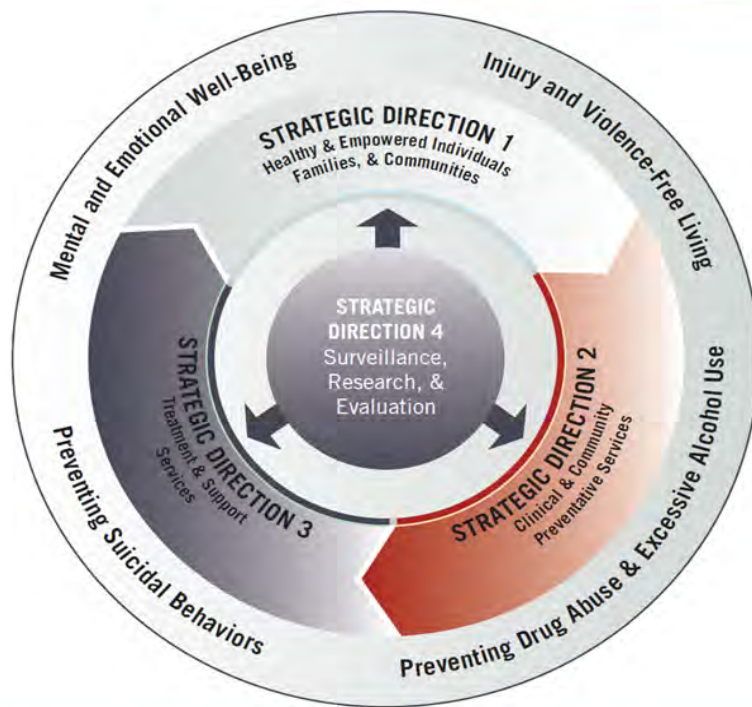 Mental and Emotional Well-Being
Injury and Violence-Free Living
STRATEGIC DIRECTION 1
Healthy & Empowered Individuals
Families, & Communities
STRATEGIC
DIRECTION 4
Surveillance,
Research, &
Evaluation
STRATEGIC DIRECTION 3
Treatment & Support
Services
STRATEGIC DIRECTION 2
Clinical & Community
Preventative Services
Preventing Suicidal Behaviors
Preventing Drug Abuse & Excessive Alcohol Use